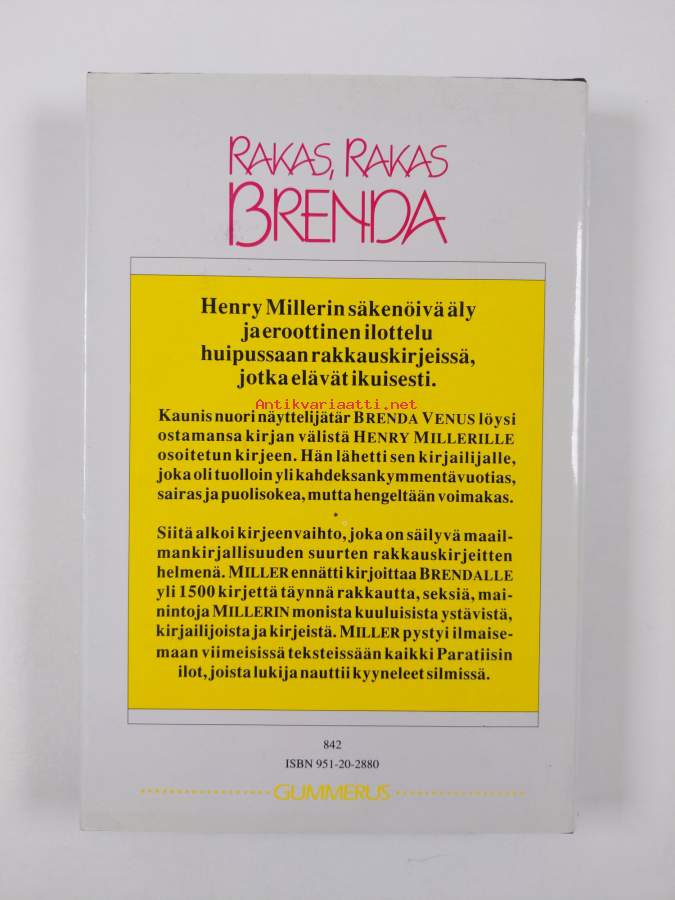 RAKAS, RAKAS
BRENDA
Henry Millerin säkenöivä äly
ja eroottinen ilottelu
huipussaan rakkauskirjeissä,
jotka elävät ikuisesti.
Antikvariaatti.net
Kaunis nuori näyttelijätär BRENDA VENUS löysi
ostamansa kirjan välistä HENRY MILLERILLE
osoitetun kirjeen. Hän lähetti sen kirjailijalle,
joka oli tuolloin yli kahdeksankymmentävuotias,
sairas ja puolisokea, mutta hengeltään voimakas.
*
Siitä alkoi kirjeenvaihto, joka on säilyvä maail-
mankirjallisuuden suurten rakkauskirjeitten
helmenä. MILLER ennätti kirjoittaa BRENDALLE
yli 1500 kirjettä täynnä rakkautta, seksiä, mai-
nintoja MILLERIN monista kuuluisista ystävistä,
kirjailijoista ja kirjeistä. MILLER pystyi ilmaise-
maan viimeisissä teksteissään kaikki Paratiisin
ilot, joista lukija nauttii kyyneleet silmissä.
842
ISBN 951-20-2880
GUMMERUS